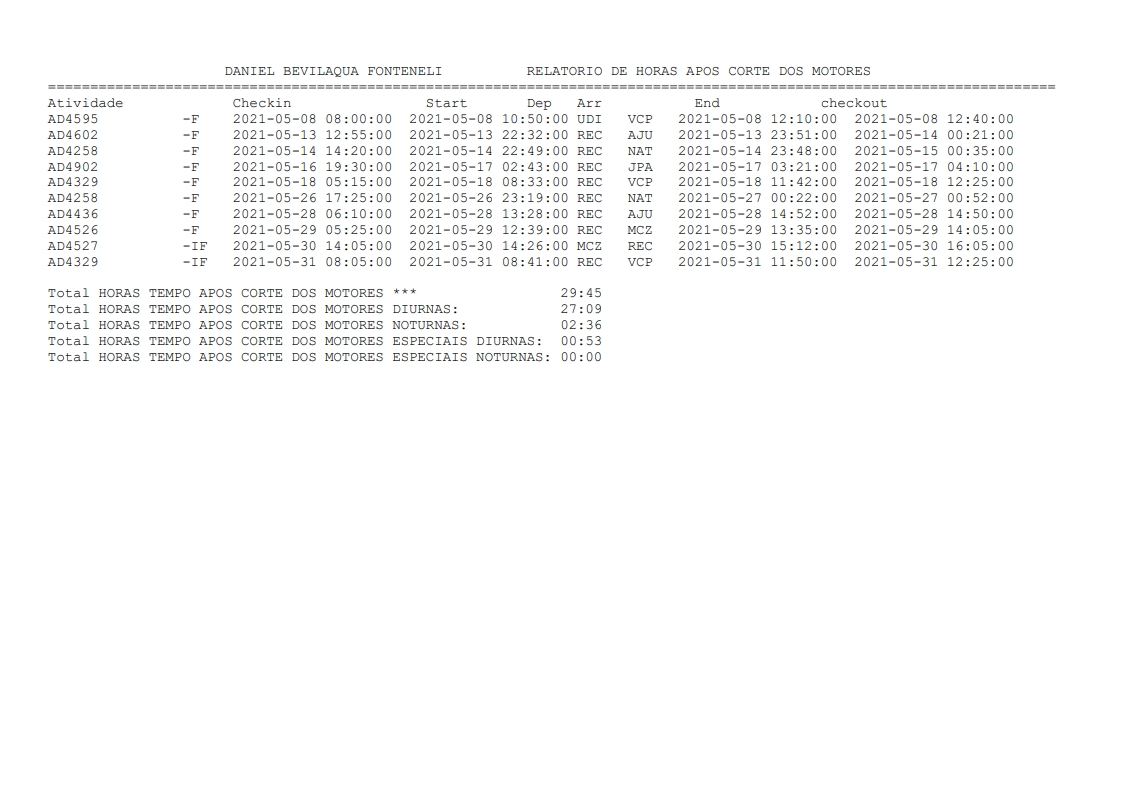 DANIEL BEVILAQUA FONTENELI RELATORIO DE HORAS APOS CORTE DOS MOTORES
========================================================================================================================
Atividade Checkin Start Dep Arr End checkout
AD4595 -F 2021-05-08 08:00:00 2021-05-08 10:50:00 UDI VCP 2021-05-08 12:10:00 2021-05-08 12:40:00
AD4602 -F 2021-05-13 12:55:00 2021-05-13 22:32:00 REC AJU 2021-05-13 23:51:00 2021-05-14 00:21:00
AD4258 -F 2021-05-14 14:20:00 2021-05-14 22:49:00 REC NAT 2021-05-14 23:48:00 2021-05-15 00:35:00
AD4902 -F 2021-05-16 19:30:00 2021-05-17 02:43:00 REC JPA 2021-05-17 03:21:00 2021-05-17 04:10:00
AD4329 -F 2021-05-18 05:15:00 2021-05-18 08:33:00 REC VCP 2021-05-18 11:42:00 2021-05-18 12:25:00
AD4258 -F 2021-05-26 17:25:00 2021-05-26 23:19:00 REC NAT 2021-05-27 00:22:00 2021-05-27 00:52:00
AD4436 -F 2021-05-28 06:10:00 2021-05-28 13:28:00 REC AJU 2021-05-28 14:52:00 2021-05-28 14:50:00
AD4526 -F 2021-05-29 05:25:00 2021-05-29 12:39:00 REC MCZ 2021-05-29 13:35:00 2021-05-29 14:05:00
AD4527 -IF 2021-05-30 14:05:00 2021-05-30 14:26:00 MCZ REC 2021-05-30 15:12:00 2021-05-30 16:05:00
AD4329 -IF 2021-05-31 08:05:00 2021-05-31 08:41:00 REC VCP 2021-05-31 11:50:00 2021-05-31 12:25:00
Total HORAS TEMPO APOS CORTE DOS MOTORES *** 29:45
Total HORAS TEMPO APOS CORTE DOS MOTORES DIURNAS: 27:09
Total HORAS TEMPO APOS CORTE DOS MOTORES NOTURNAS: 02:36
Total HORAS TEMPO APOS CORTE DOS MOTORES ESPECIAIS DIURNAS: 00:53
Total HORAS TEMPO APOS CORTE DOS MOTORES ESPECIAIS NOTURNAS: 00:00